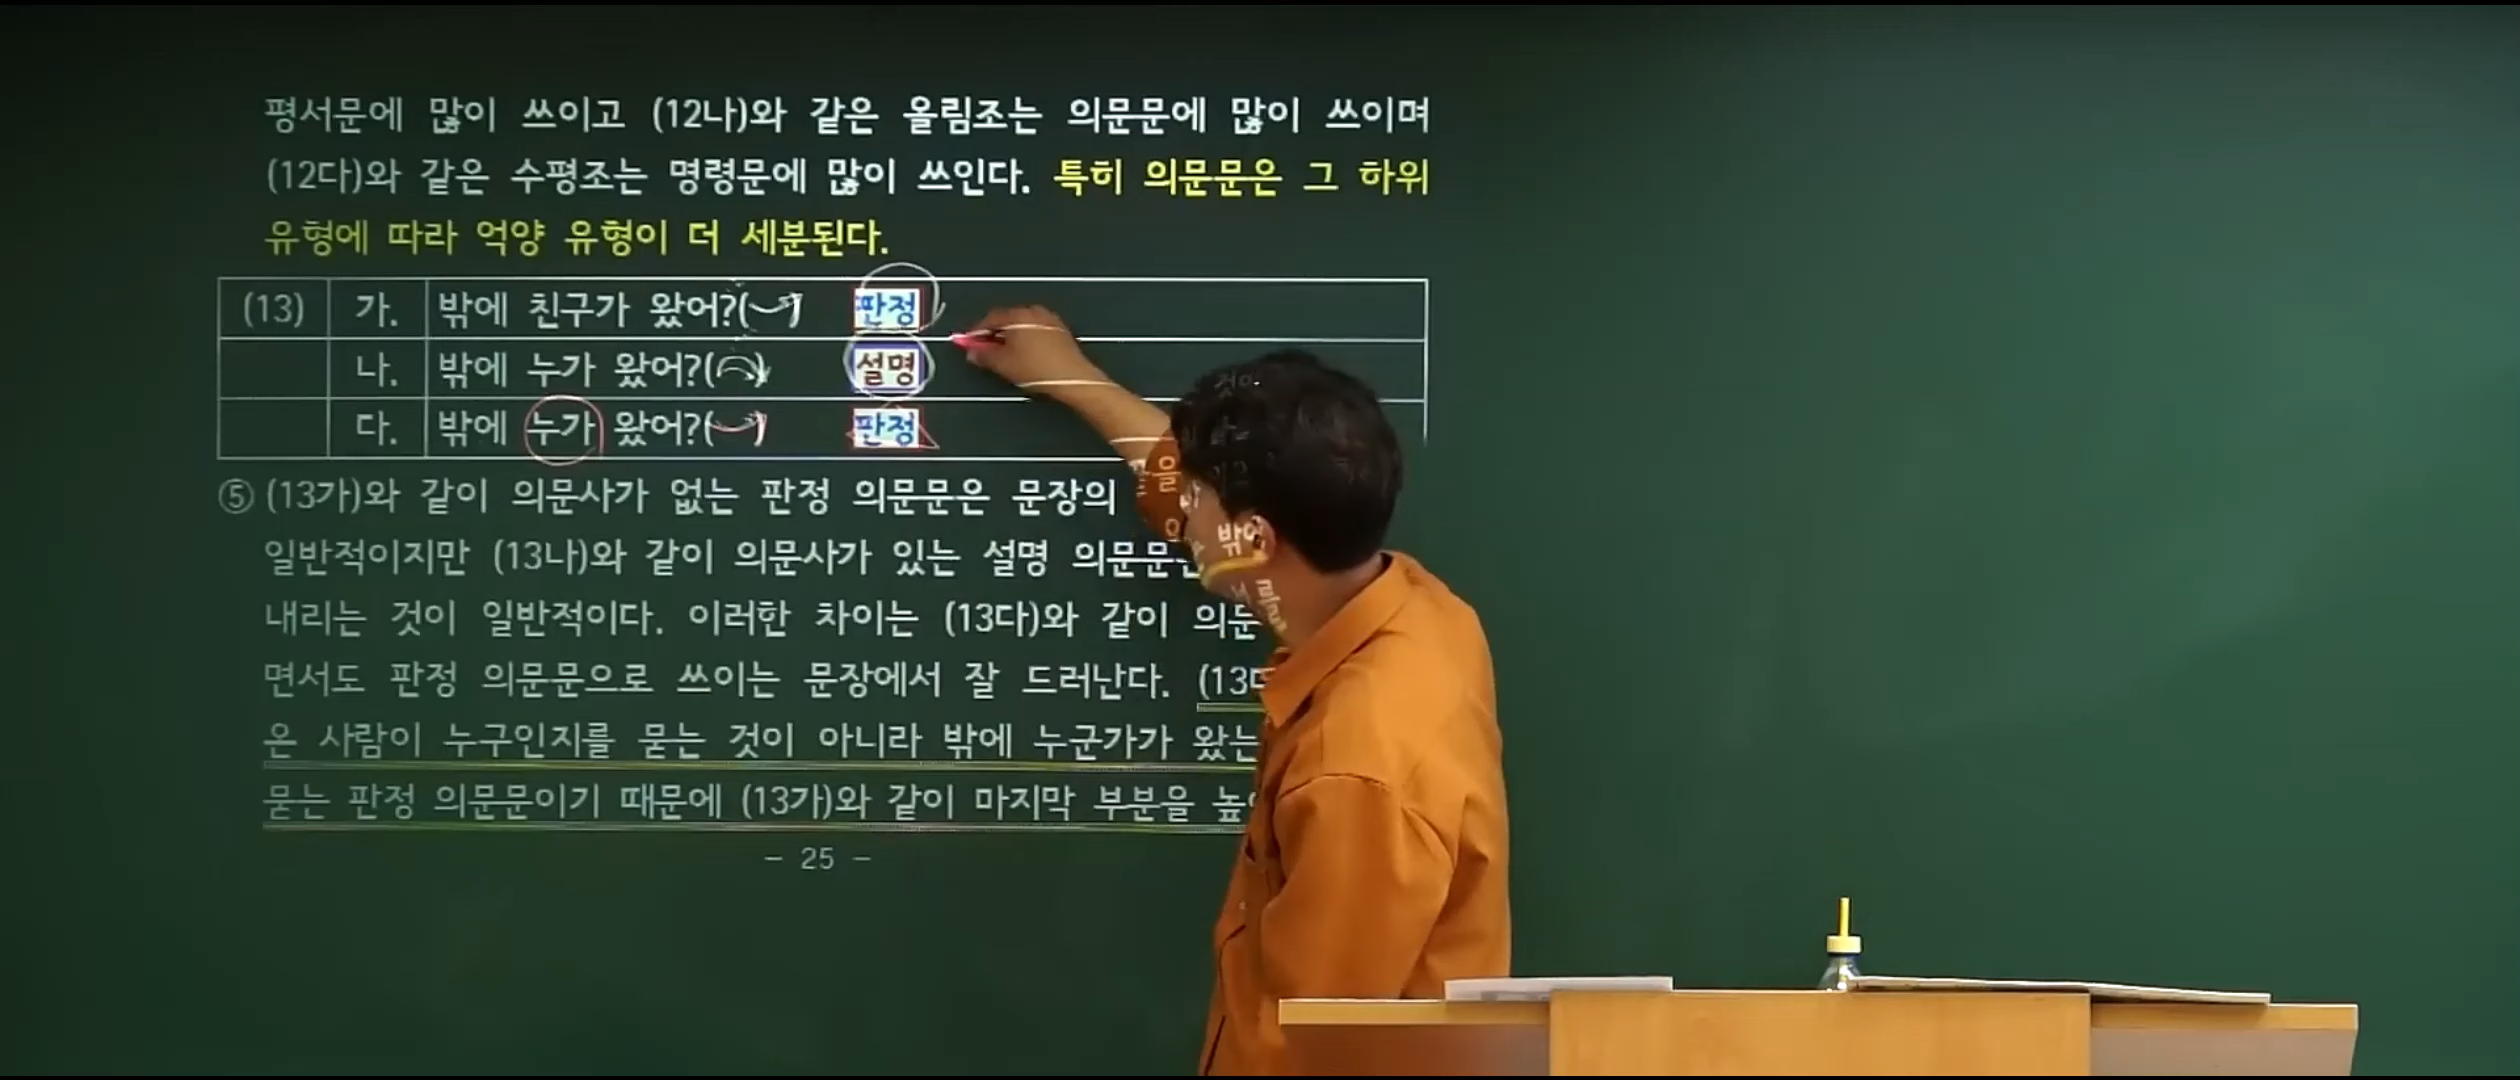 평서문에 많이 쓰이고 (12나)와 같은 올림조는 의문문에 많이 쓰이며
(12다)와 같은 수평조는 명령문에 많이 쓰인다. 특히 의문문은 그 하위
유형에 따라 억양 유형이 더 세분된다.
(13) 가. 밖에 친구가 왔어?( ) 판정
나. 밖에 누가 왔어?( ) 설명
다. 밖에 누가 왔어?( ) 판정
⑤ (13가)와 같이 의문사가 없는 판정 의문문은 문장의
일반적이지만 (13나)와 같이 의문사가 있는 설명 의문문
내리는 것이 일반적이다. 이러한 차이는 (13다)와 같이
면서도 판정 의문문으로 쓰이는 문장에서 잘 드러난다.
온 사람이 누구인지를 묻는 것이 아니라 밖에 누군가가 왔는
묻는 판정 의문문이기 때문에 (13가)와 같이 마지막 부분을
- 25 -